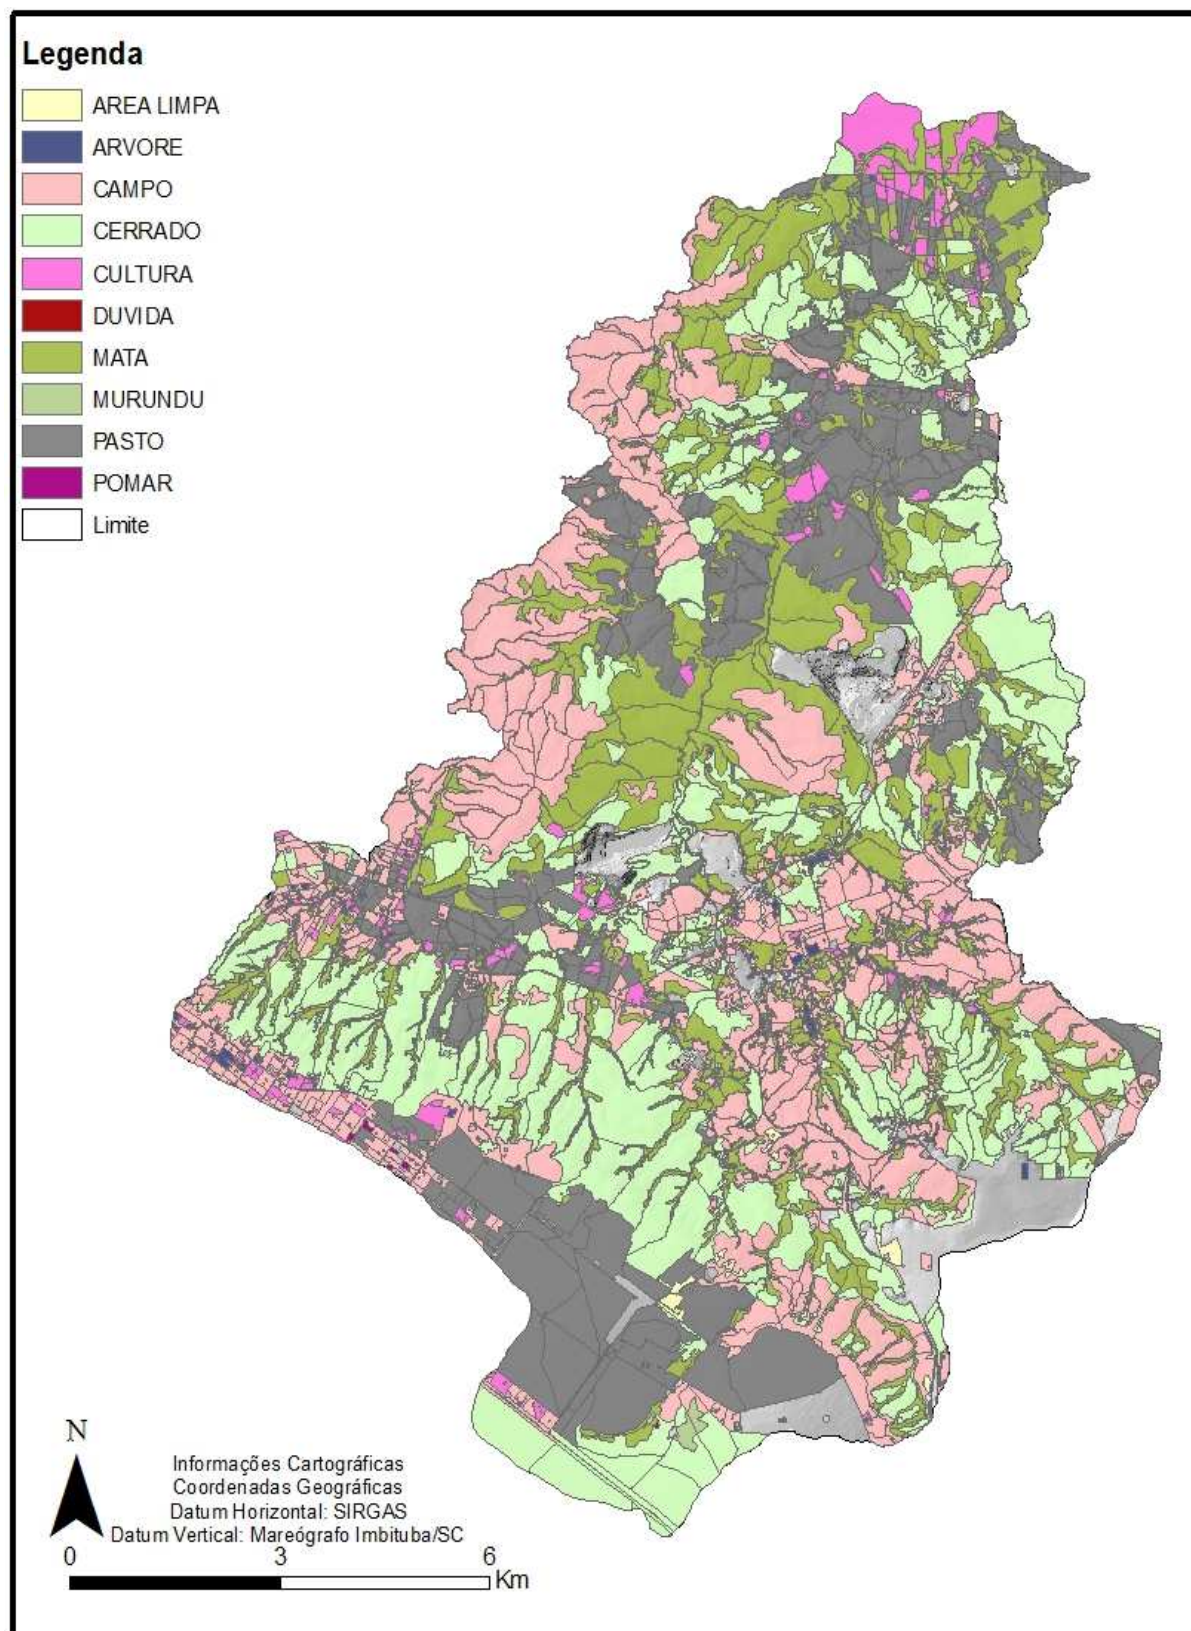 Legenda
AREA LIMPA
ARVORE
CAMPO
CERRADO
CULTURA
DUVIDA
MATA
MURUNDU
PASTO
POMAR
Limite
N
Informações Cartográficas
Coordenadas Geográficas
Datum Horizontal: SIRGAS
Datum Vertical: Mareógrafo Imbituba/SC
0 3 6
Km